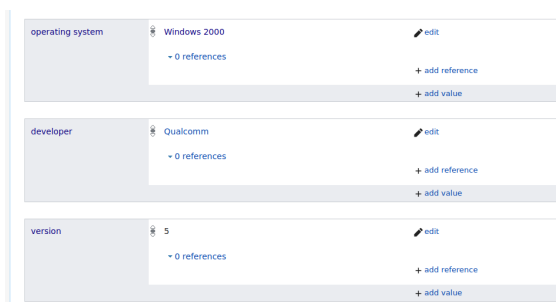 operating system Windows 2000 edit
0 references
+ add reference
+ add value
developer Qualcomm edit
0 references
+ add reference
+ add value
version 5 edit
0 references
+ add reference
+ add value